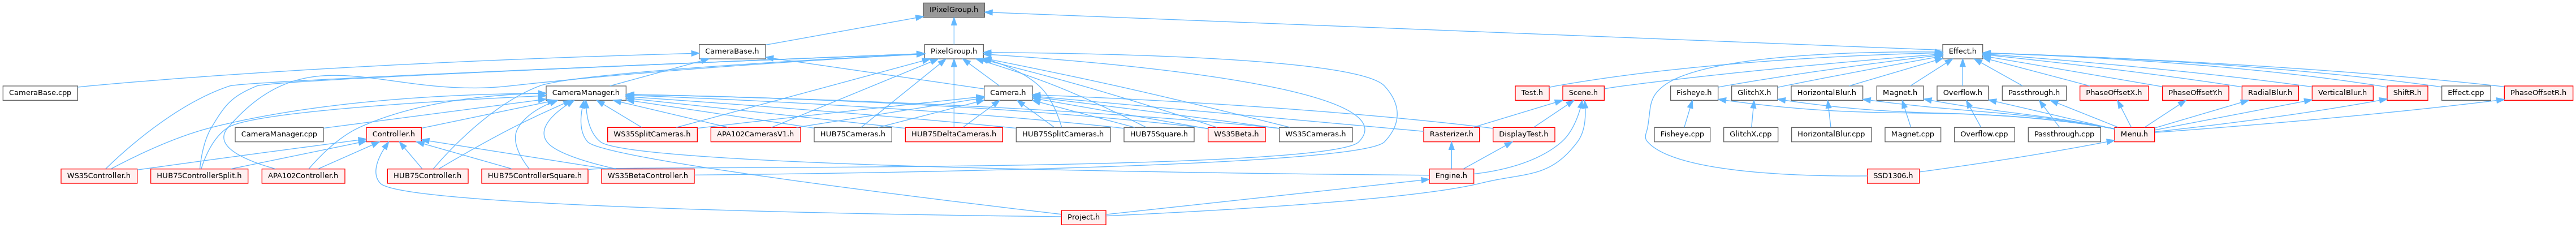 IPixelGroup.h
CameraBase.h
PixelGroup.h
Effect.h
CameraBase.cpp
CameraManager.h
Camera.h
Test.h
Scene.h
Fisheye.h
GlitchX.h
HorizontalBlur.h
Magnet.h
Overflow.h
Passthrough.h
PhaseOffsetX.h
PhaseOffsetY.h
RadialBlur.h
VerticalBlur.h
ShiftR.h
Effect.cpp
PhaseOffsetR.h
CameraManager.cpp
Controller.h
WS35SplitCameras.h
APA102CamerasV1.h
HUB75Cameras.h
HUB75DeltaCameras.h
HUB75SplitCameras.h
HUB75Square.h
WS35Beta.h
WS35Cameras.h
Rasterizer.h
DisplayTest.h
Fisheye.cpp
GlitchX.cpp
HorizontalBlur.cpp
Magnet.cpp
Overflow.cpp
Passthrough.cpp
Menu.h
WS35Controller.h
HUB75ControllerSplit.h
APA102Controller.h
HUB75Controller.h
HUB75ControllerSquare.h
WS35BetaController.h
Engine.h
SSD1306.h
Project.h